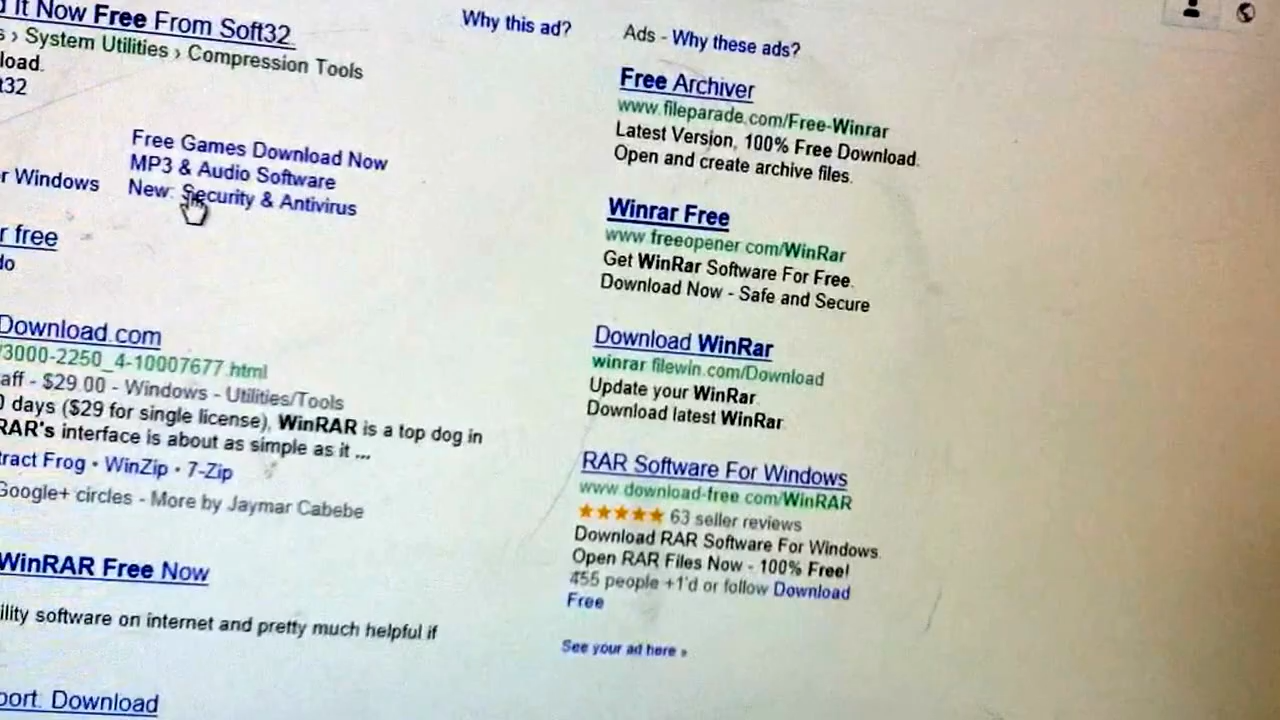 It Now Free From Soft32
s › System Utilities › Compression Tools
load.
t32
Free Games Download Now
MP3 & Audio Software
r Windows
New: Security & Antivirus
r free
do
Download.com
/3000-2250_4-10007677.html
aff - $29.00 - Windows - Utilities/Tools
0 days ($29 for single license), WinRAR is a top dog in
RAR's interface is about as simple as it ...
tract Frog • WinZip • 7-Zip
Google+ circles - More by Jaymar Cabebe
WinRAR Free Now
ility software on internet and pretty much helpful if
port: Download
Why this ad?
Ads - Why these ads?
Free Archiver
www.fileparade.com/Free-Winrar
Latest Version, 100% Free Download.
Open and create archive files.
Winrar Free
www.freeopener.com/WinRar
Get WinRar Software For Free.
Download Now - Safe and Secure
Download WinRar
winrar.filewin.com/Download
Update your WinRar.
Download latest WinRar.
RAR Software For Windows
www.download-free.com/WinRAR
63 seller reviews
Download RAR Software For Windows.
Open RAR Files Now - 100% Free!
455 people +1'd or follow Download
Free
See your ad here »